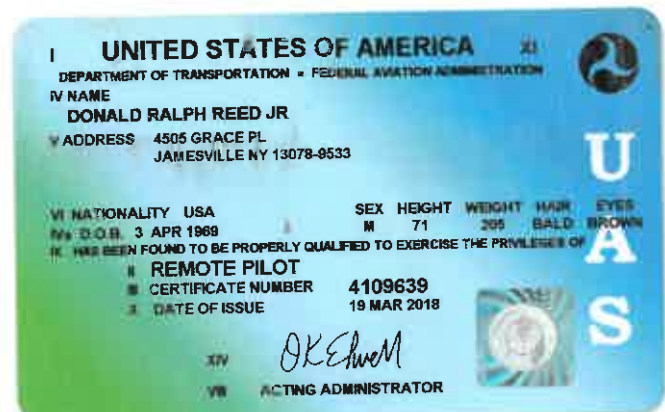 I UNITED STATES OF AMERICA XI
DEPARTMENT OF TRANSPORTATION - FEDERAL AVIATION ADMINISTRATION
IV NAME
DONALD RALPH REED JR
V ADDRESS 4505 GRACE PL
JAMESVILLE NY 13078-9533
VI NATIONALITY USA SEX HEIGHT WEIGHT HAIR EYES
IVa D.O.B. 3 APR 1969 M 71 205 BALD BROWN
IX HAS BEEN FOUND TO BE PROPERLY QUALIFIED TO EXERCISE THE PRIVILEGES OF
II REMOTE PILOT
III CERTIFICATE NUMBER 4109639
X DATE OF ISSUE 19 MAR 2018
XIV
VIII ACTING ADMINISTRATOR
U
A
S